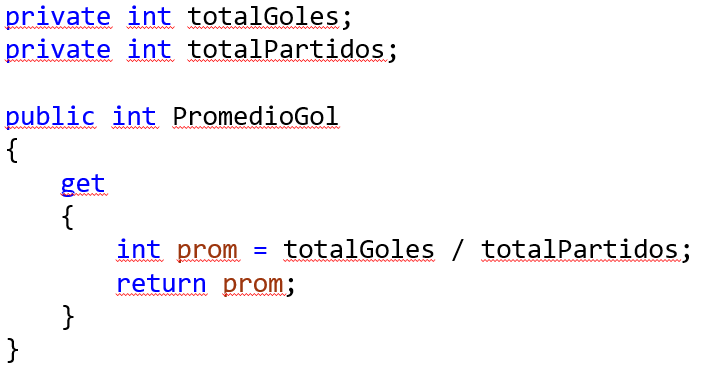 private int totalGoles;
private int totalPartidos;
public int PromedioGol
{
get
{
int prom = totalGoles / totalPartidos;
return prom;
}
}